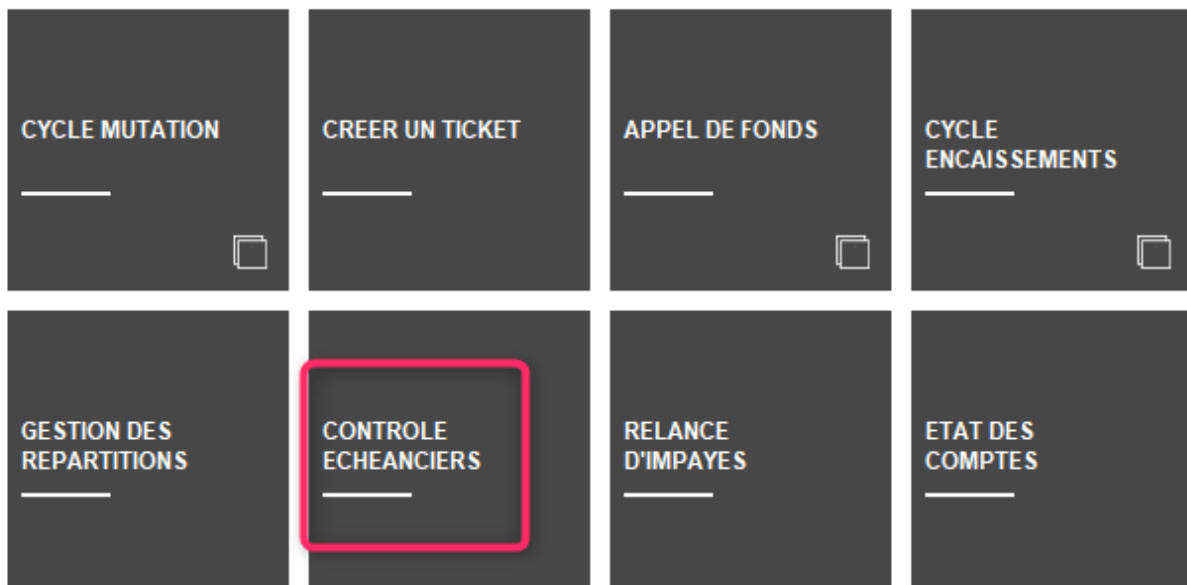 CYCLE MUTATION
CREER UN TICKET
APPEL DE FONDS
CYCLE
ENCAISSEMENTS
GESTION DES
REPARTITIONS
CONTROLE
ECHEANCIERS
RELANCE
D'IMPAYES
ETAT DES
COMPTES